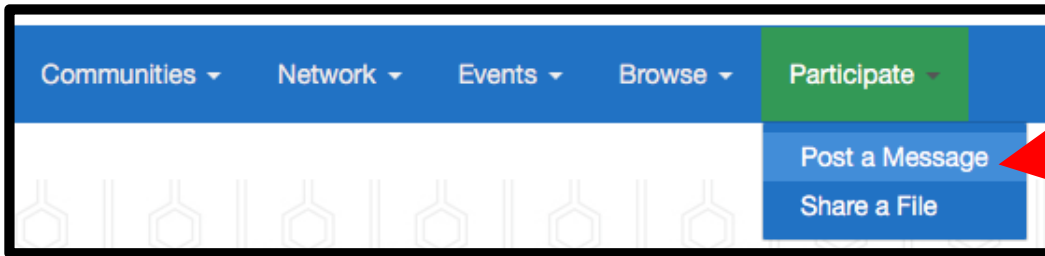 Communities Network Events Browse Participate
Post a Message
Share a File